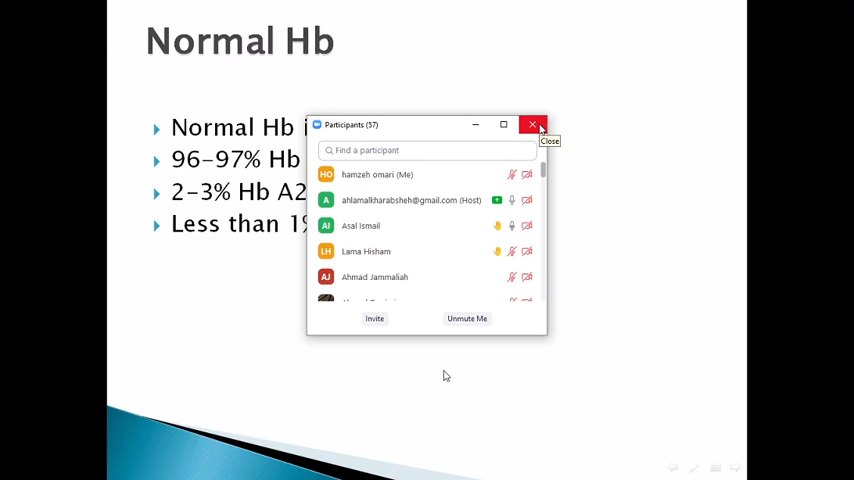 Normal Hb
Normal Hb i
96-97% Hb
2-3% Hb A2
Less than 1%
Participants (57)
Close
Find a participant
HO hamzeh omari (Me)
A ahlamalkharabsheh@gmail.com (Host)
AI Asal Ismail
LH Lama Hisham
AJ Ahmad Jammaliah
Invite
Unmute Me